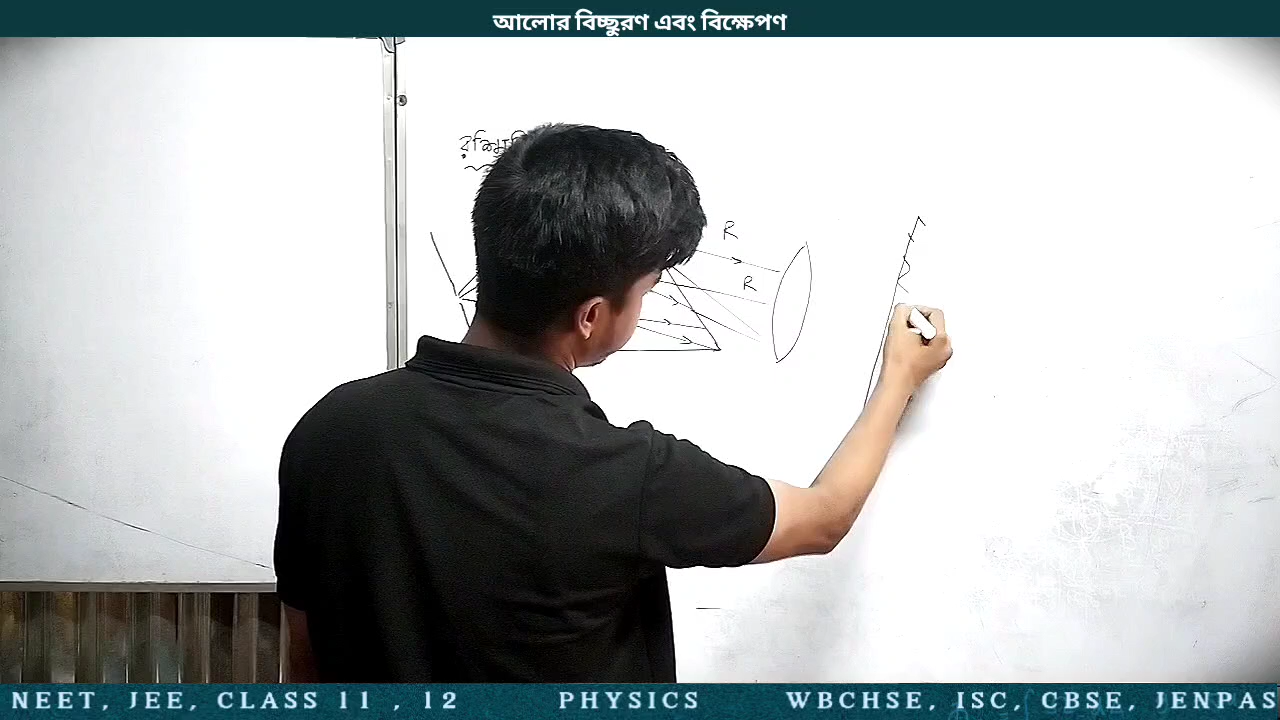 আলোর বিচ্ছুরণ এবং বিক্ষেপণ
R
R
NEET, JEE, CLASS 11 , 12 PHYSICS WBCHSE, ISC, CBSE, JENPAS